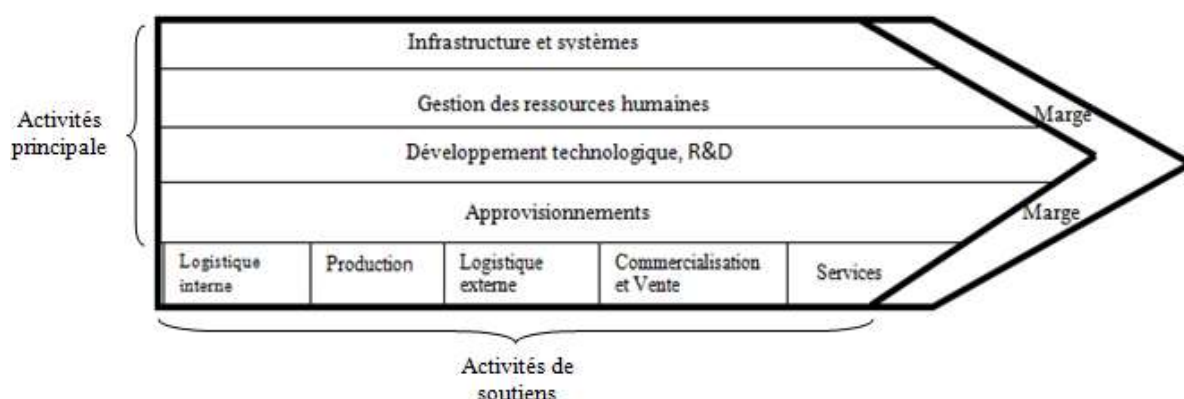 Infrastructure et systèmes
Gestion des ressources humaines
Marge
Activités
principale
Développement technologique, R&D
Approvisionnements
Marge
Logistique
interne
Production
Logistique
externe
Commercialisation
et Vente
Services
Activités de
soutiens